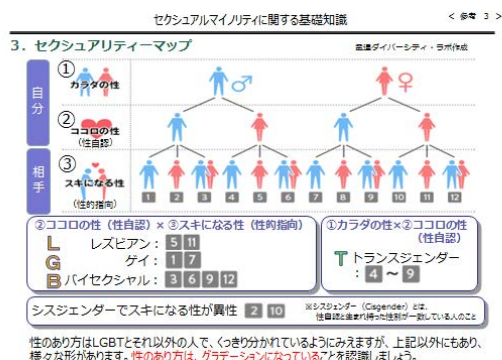 セクシュアルマイノリティに関する基礎知識
< 参考 3 >
3. セクシュアリティーマップ
電通ダイバーシティ・ラボ作成
自分
① カラダの性
② ココロの性
(性自認)
相手
③ スキになる性
(性的指向)
1 2 3 4 5 6 7 8 9 10 11 12
②ココロの性(性自認)× ③スキになる性(性的指向)
L レズビアン: 5 11
G ゲイ: 1 7
B バイセクシャル: 3 6 9 12
①カラダの性×②ココロの性
(性自認)
T トランスジェンダー
: 4 ~ 9
シスジェンダーでスキになる性が異性 2 10
※シスジェンダー(Cisgender)とは、
性自認と生まれ持った性別が一致している人のこと
性のあり方はLGBTとそれ以外の人で、くっきり分かれているようにみえますが、上記以外にもあり、
様々な形があります。性のあり方は、グラデーションになっていることを認識しましょう。